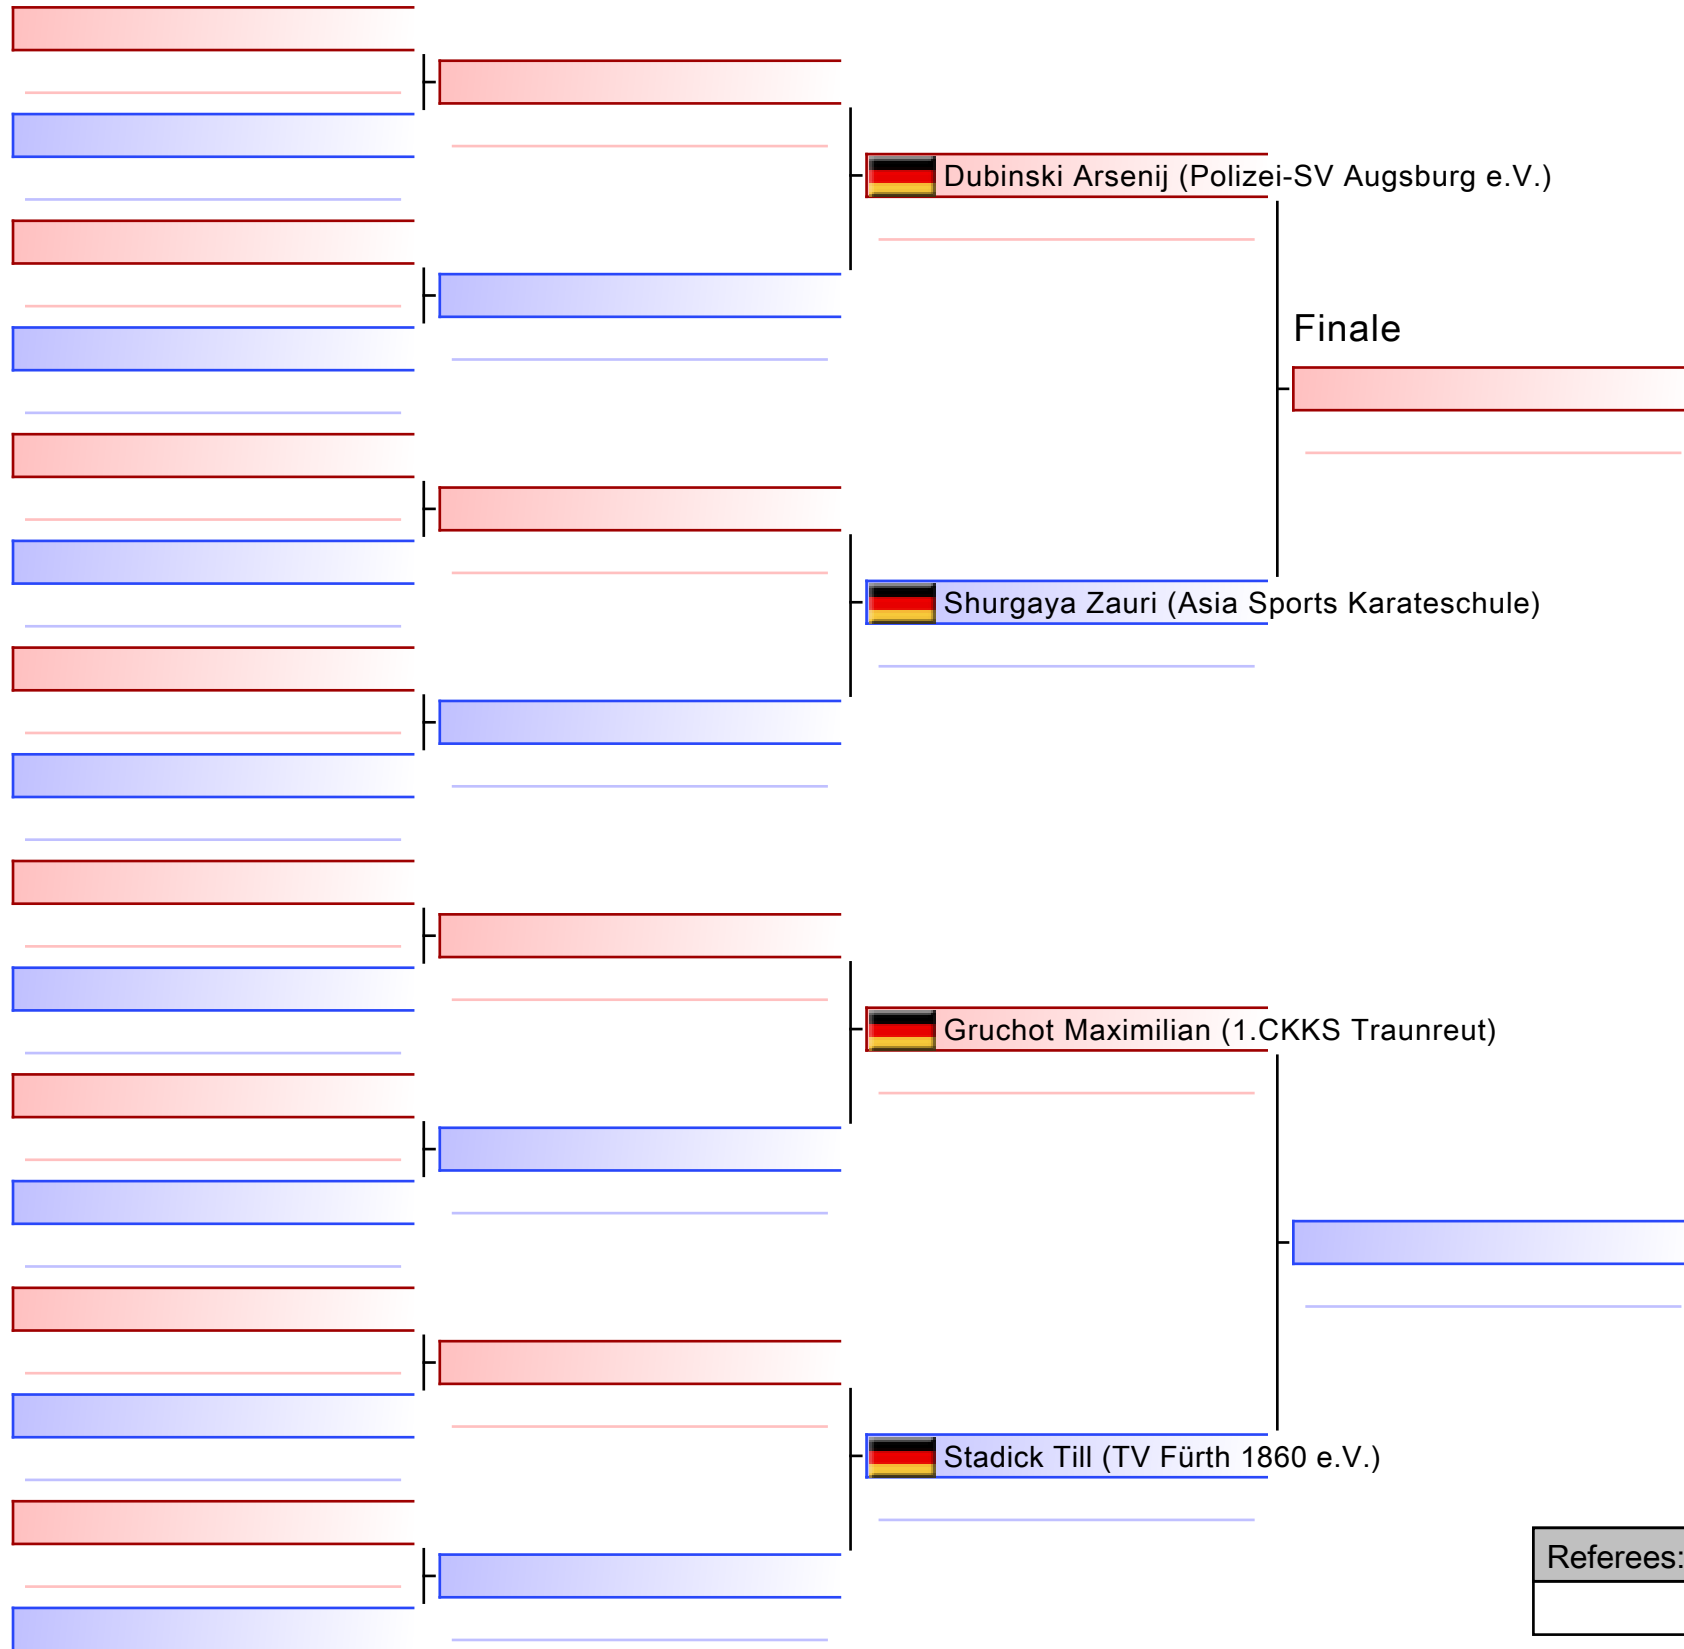 Dubinski Arsenij (Polizei-SV Augsburg e.V.)
Finale
Shurgaya Zauri (Asia Sports Karateschule)
Gruchot Maximilian (1.CKKS Traunreut)
Stadick Till (TV Fürth 1860 e.V.)
Referees: